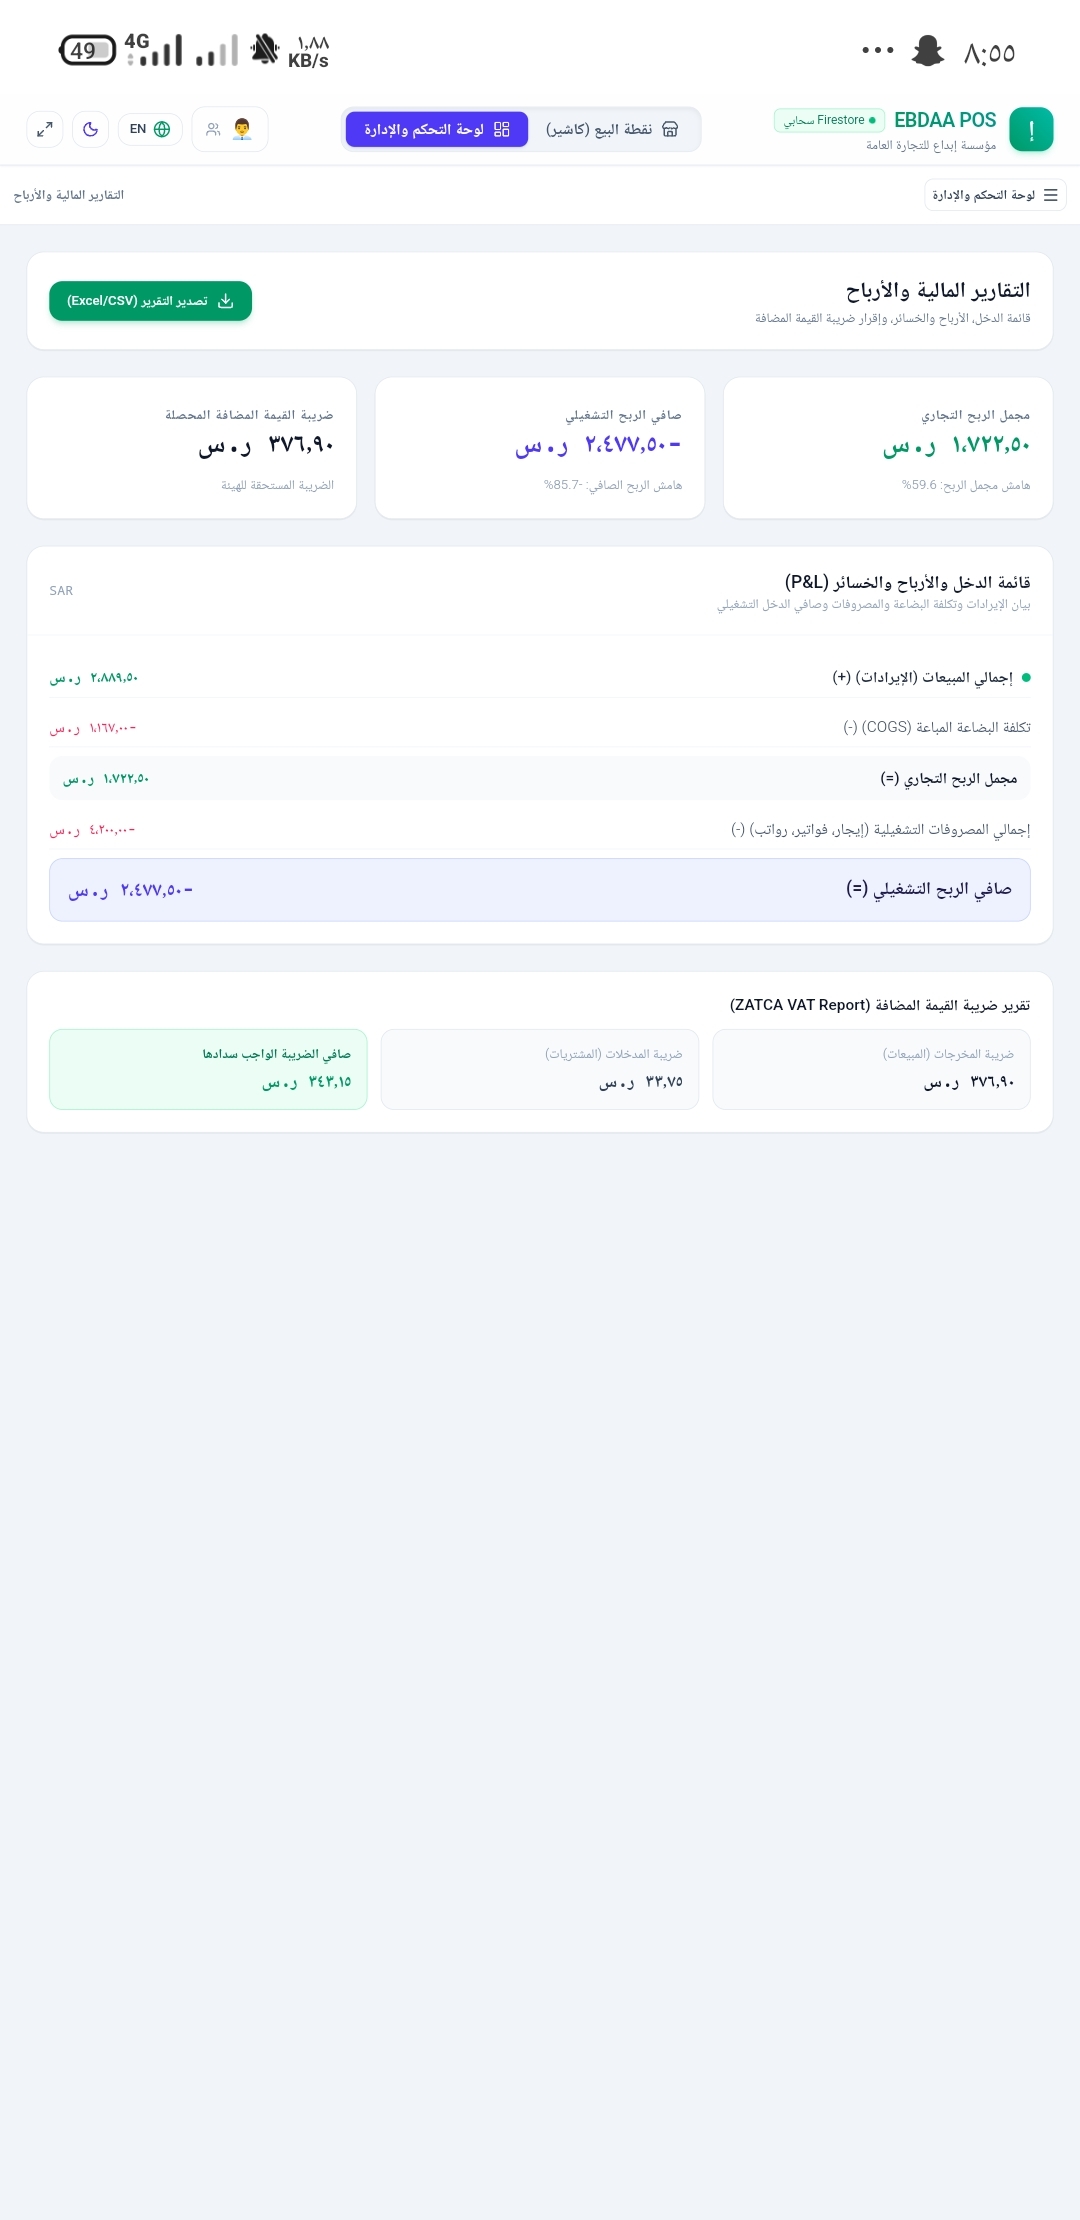 ٨:٥٥
١,٨٨ KB/s
4G
49
EBDAA POS
Firestore سحابي
مؤسسة إبداع للتجارة العامة
إ
نقطة البيع (كاشير)
لوحة التحكم والإدارة
EN
لوحة التحكم والإدارة
التقارير المالية والأرباح
التقارير المالية والأرباح
قائمة الدخل، الأرباح والخسائر، وإقرار ضريبة القيمة المضافة
تصدير التقرير (Excel/CSV)
مجمل الربح التجاري
١،٧٢٢,٥٠ ر.س
هامش مجمل الربح: 59.6%
صافي الربح التشغيلي
-٢،٤٧٧,٥٠ ر.س
هامش الربح الصافي: -85.7%
ضريبة القيمة المضافة المحصلة
٣٧٦,٩٠ ر.س
الضريبة المستحقة للهيئة
قائمة الدخل والأرباح والخسائر (P&L)
بيان الإيرادات وتكلفة البضاعة والمصروفات وصافي الدخل التشغيلي
SAR
إجمالي المبيعات (الإيرادات) (+)
٢،٨٨٩,٥٠ ر.س
تكلفة البضاعة المباعة (COGS) (-)
-١،١٦٧,٠٠ ر.س
مجمل الربح التجاري (=)
١،٧٢٢,٥٠ ر.س
إجمالي المصروفات التشغيلية (إيجار، فواتير، رواتب) (-)
-٤،٢٠٠,٠٠ ر.س
صافي الربح التشغيلي (=)
-٢،٤٧٧,٥٠ ر.س
تقرير ضريبة القيمة المضافة (ZATCA VAT Report)
ضريبة المخرجات (المبيعات)
٣٧٦,٩٠ ر.س
ضريبة المدخلات (المشتريات)
٣٣,٧٥ ر.س
صافي الضريبة الواجب سدادها
٣٤٣,١٥ ر.س